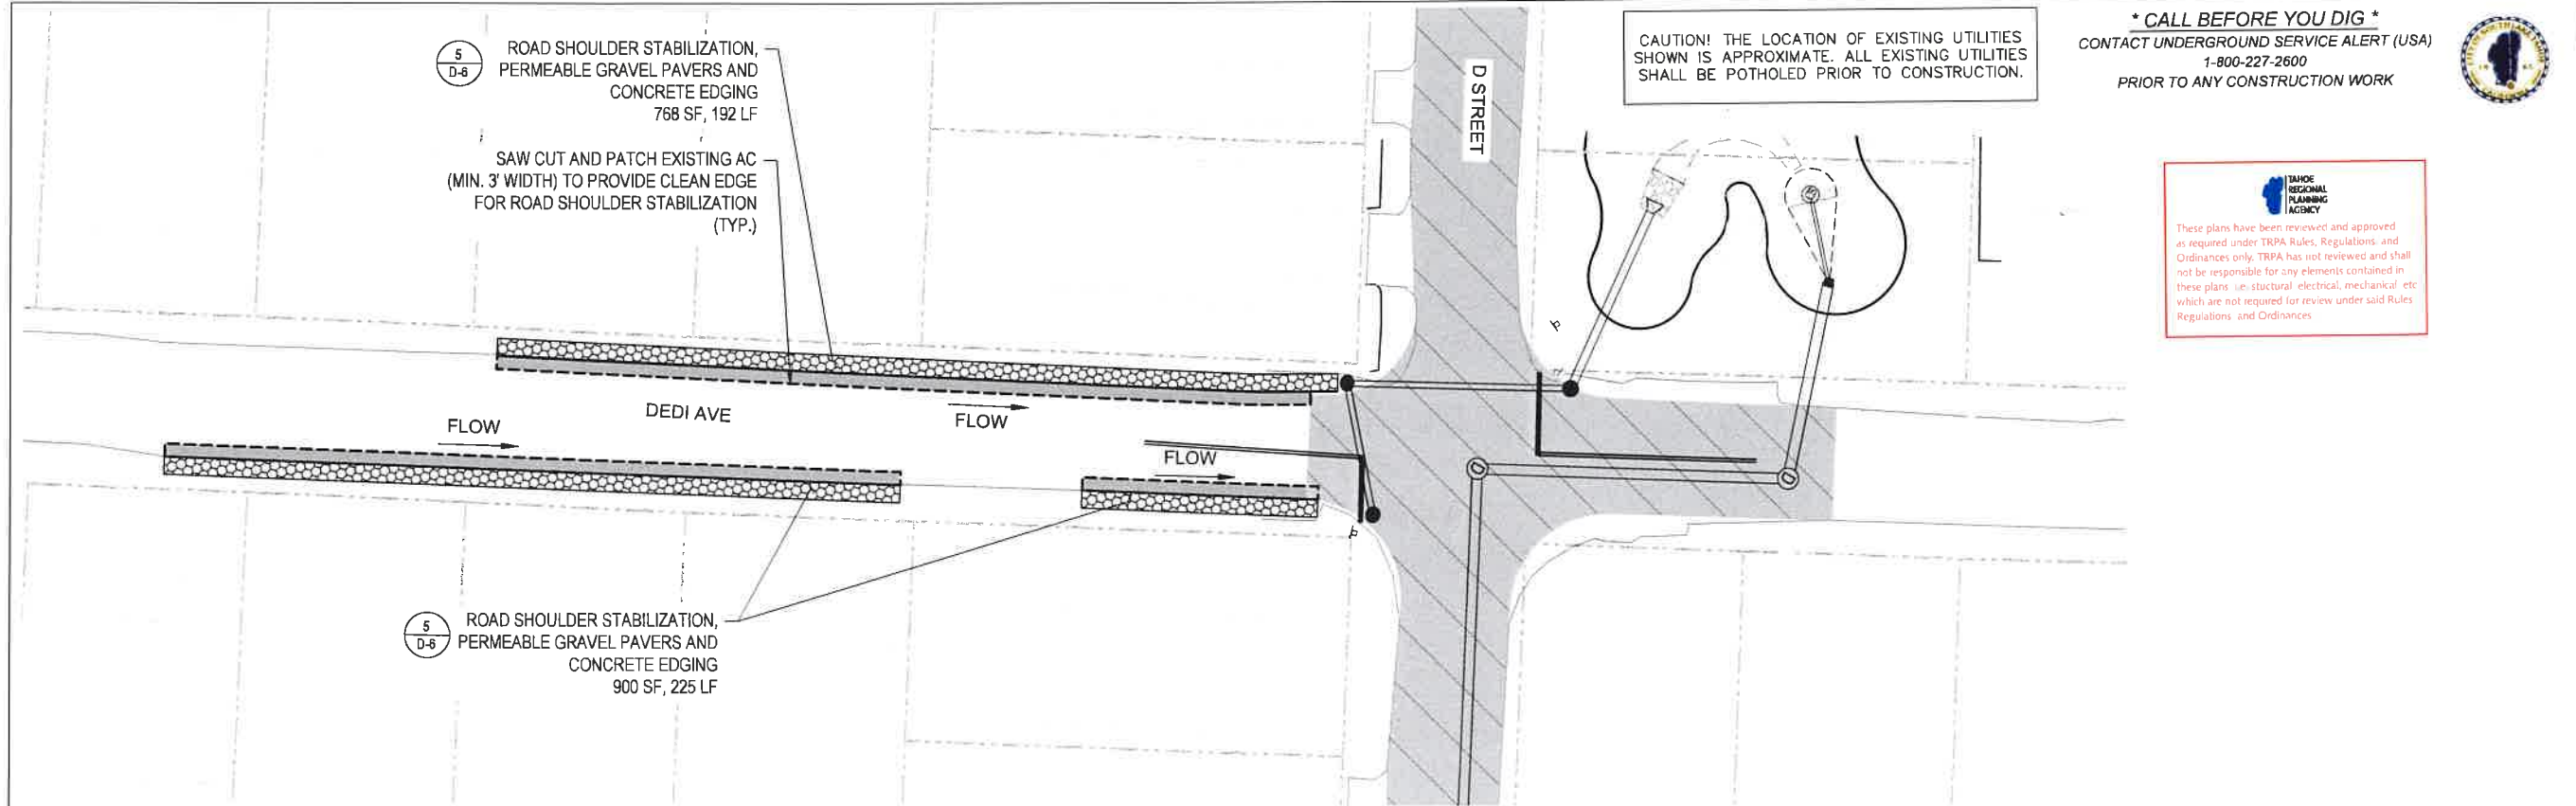 5
D-6
ROAD SHOULDER STABILIZATION,
PERMEABLE GRAVEL PAVERS AND
CONCRETE EDGING
768 SF, 192 LF
SAW CUT AND PATCH EXISTING AC
(MIN. 3' WIDTH) TO PROVIDE CLEAN EDGE
FOR ROAD SHOULDER STABILIZATION
(TYP.)
D STREET
CAUTION! THE LOCATION OF EXISTING UTILITIES
SHOWN IS APPROXIMATE. ALL EXISTING UTILITIES
SHALL BE POTHOLED PRIOR TO CONSTRUCTION.
* CALL BEFORE YOU DIG *
CONTACT UNDERGROUND SERVICE ALERT (USA)
1-800-227-2600
PRIOR TO ANY CONSTRUCTION WORK
TAHOE
REGIONAL
PLANNING
AGENCY
These plans have been reviewed and approved
as required under TRPA Rules, Regulations, and
Ordinances only. TRPA has not reviewed and shall
not be responsible for any elements contained in
these plans i.e. stuctural electrical, mechanical etc
which are not required for review under said Rules
Regulations and Ordinances
DEDI AVE
FLOW
FLOW
FLOW
5
D-6
ROAD SHOULDER STABILIZATION,
PERMEABLE GRAVEL PAVERS AND
CONCRETE EDGING
900 SF, 225 LF